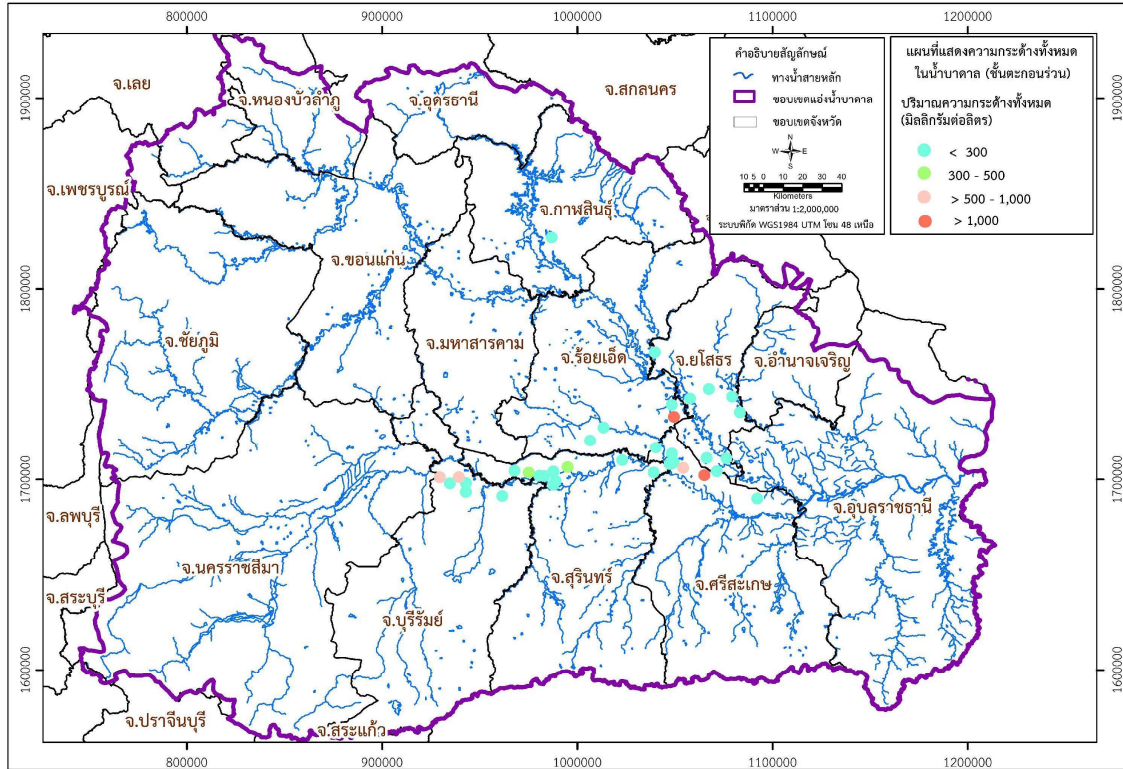 800000 900000 1000000 1100000 1200000
จ.เลย
จ.หนองบัวลำภู
จ.อุดรธานี
จ.สกลนคร
จ.เพชรบูรณ์
จ.กาฬสินธุ์
จ.ขอนแก่น
จ.ชัยภูมิ
จ.มหาสารคาม
จ.ร้อยเอ็ด
จ.ยโสธร
จ.อำนาจเจริญ
จ.ลพบุรี
จ.อุบลราชธานี
จ.นครราชสีมา
จ.สุรินทร์
จ.ศรีสะเกษ
จ.สระบุรี
จ.บุรีรัมย์
จ.ปราจีนบุรี
จ.สระแก้ว
คำอธิบายสัญลักษณ์
ทางน้ำสายหลัก
ขอบเขตแอ่งน้ำบาดาล
ขอบเขตจังหวัด
N
W E
S
10 5 0 10 20 30 40
Kilometers
มาตราส่วน 1:2,000,000
ระบบพิกัด WGS1984 UTM โซน 48 เหนือ
แผนที่แสดงความกระด้างทั้งหมด
ในน้ำบาดาล (ชั้นตะกอนร่วน)
ปริมาณความกระด้างทั้งหมด
(มิลลิกรัมต่อลิตร)
< 300
300 - 500
> 500 - 1,000
> 1,000
1900000 1900000
1800000 1800000
1700000 1700000
1600000 1600000
800000 900000 1000000 1100000 1200000